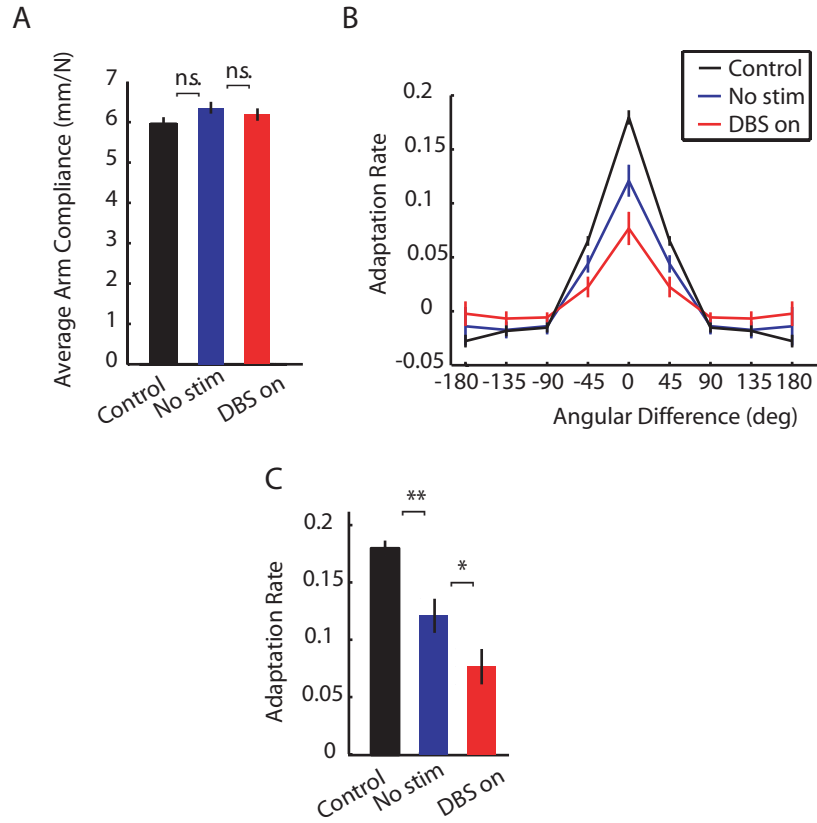 A
Average Arm Compliance (mm/N)
7
6
5
4
3
2
1
0
ns.
ns.
Control
No stim
DBS on
B
Control
No stim
DBS on
Adaptation Rate
0.2
0.15
0.1
0.05
0
-0.05
-180 -135 -90 -45 0 45 90 135 180
Angular Difference (deg)
C
Adaptation Rate
0.2
0.15
0.1
0.05
0
**
*
Control
No stim
DBS on